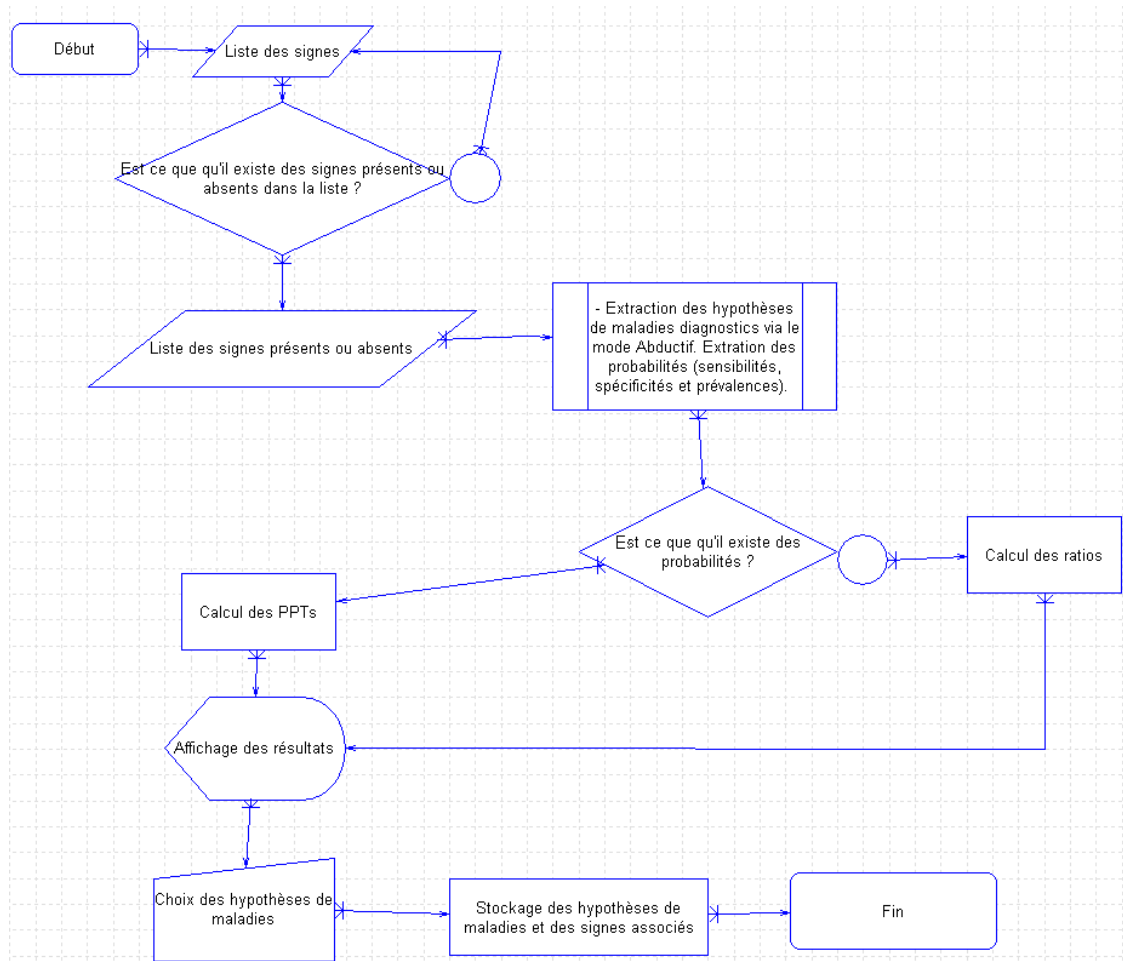 Début
Liste des signes
Est ce que qu'il existe des signes présents ou
absents dans la liste ?
Liste des signes présents ou absents
- Extraction des hypothèses
de maladies diagnostics via le
mode Abductif. Extration des
probabilités (sensibilités,
spécificités et prévalences).
Est ce que qu'il existe des
probabilités ?
Calcul des ratios
Calcul des PPTs
Affichage des résultats
Choix des hypothèses de
maladies
Stockage des hypothèses de
maladies et des signes associés
Fin